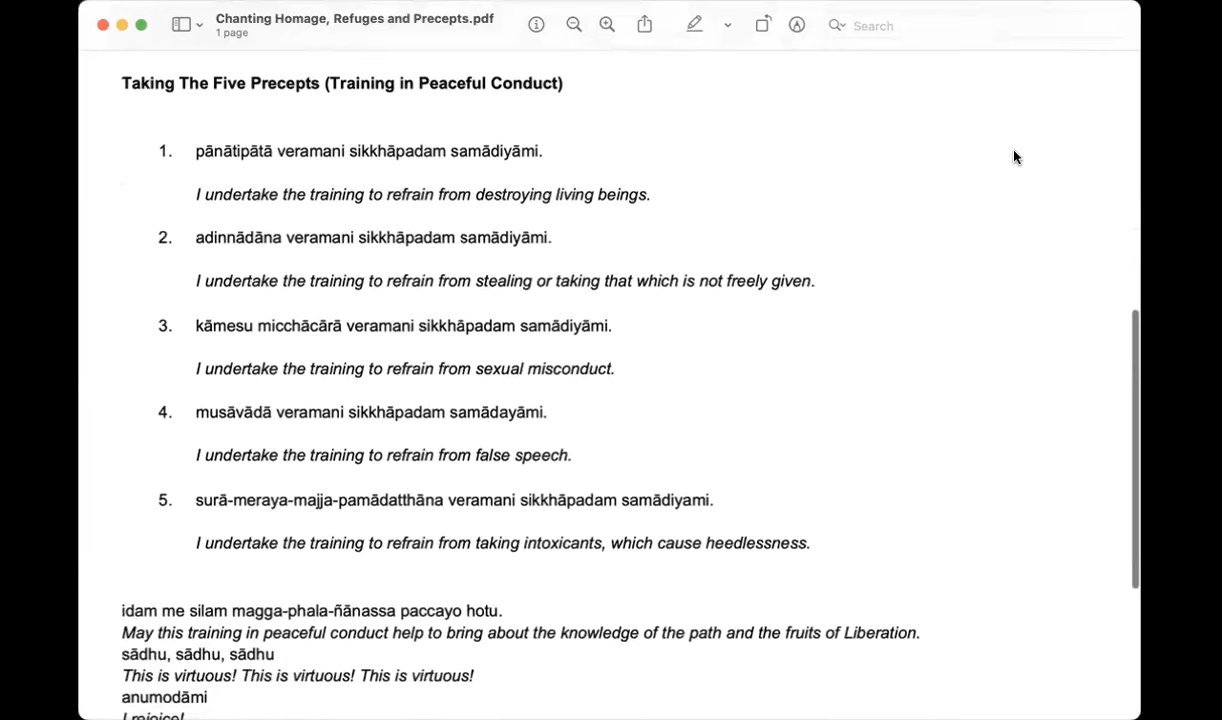 Chanting Homage, Refuges and Precepts.pdf
1 page
Search
Taking The Five Precepts (Training in Peaceful Conduct)
1. pānātipātā veramani sikkhāpadam samādiyāmi.
I undertake the training to refrain from destroying living beings.
2. adinnādāna veramani sikkhāpadam samādiyāmi.
I undertake the training to refrain from stealing or taking that which is not freely given.
3. kāmesu micchācārā veramani sikkhāpadam samādiyāmi.
I undertake the training to refrain from sexual misconduct.
4. musāvādā veramani sikkhāpadam samādayāmi.
I undertake the training to refrain from false speech.
5. surā-meraya-majja-pamādatthāna veramani sikkhāpadam samādiyami.
I undertake the training to refrain from taking intoxicants, which cause heedlessness.
idam me silam magga-phala-ñānassa paccayo hotu.
May this training in peaceful conduct help to bring about the knowledge of the path and the fruits of Liberation.
sādhu, sādhu, sādhu
This is virtuous! This is virtuous! This is virtuous!
anumodāmi
I rejoice!